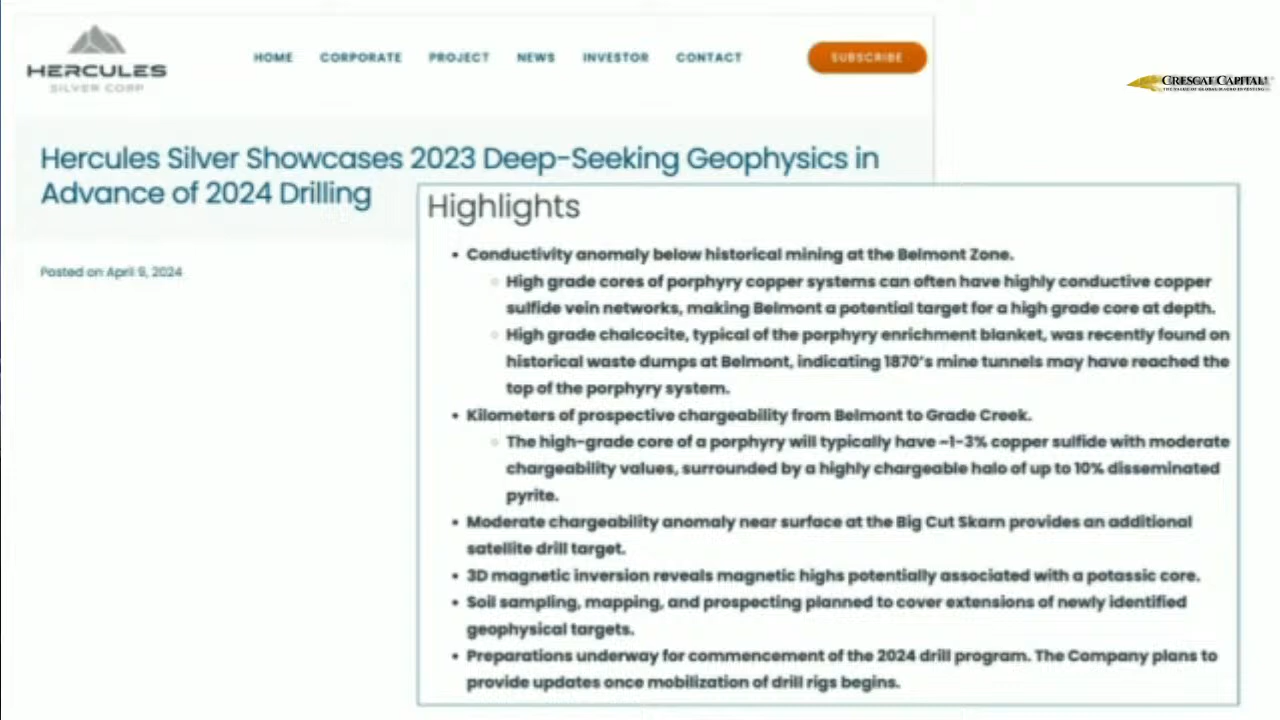 HERCULES
SILVER CORP
HOME CORPORATE PROJECT NEWS INVESTOR CONTACT
SUBSCRIBE
CRESCAT CAPITAL
Hercules Silver Showcases 2023 Deep-Seeking Geophysics in
Advance of 2024 Drilling
Posted on April 9, 2024
Highlights
• Conductivity anomaly below historical mining at the Belmont Zone.
○ High grade cores of porphyry copper systems can often have highly conductive copper
sulfide vein networks, making Belmont a potential target for a high grade core at depth.
○ High grade chalcocite, typical of the porphyry enrichment blanket, was recently found on
historical waste dumps at Belmont, indicating 1870's mine tunnels may have reached the
top of the porphyry system.
• Kilometers of prospective chargeability from Belmont to Grade Creek.
○ The high-grade core of a porphyry will typically have ~1-3% copper sulfide with moderate
chargeability values, surrounded by a highly chargeable halo of up to 10% disseminated
pyrite.
• Moderate chargeability anomaly near surface at the Big Cut Skarn provides an additional
satellite drill target.
• 3D magnetic inversion reveals magnetic highs potentially associated with a potassic core.
• Soil sampling, mapping, and prospecting planned to cover extensions of newly identified
geophysical targets.
• Preparations underway for commencement of the 2024 drill program. The Company plans to
provide updates once mobilization of drill rigs begins.